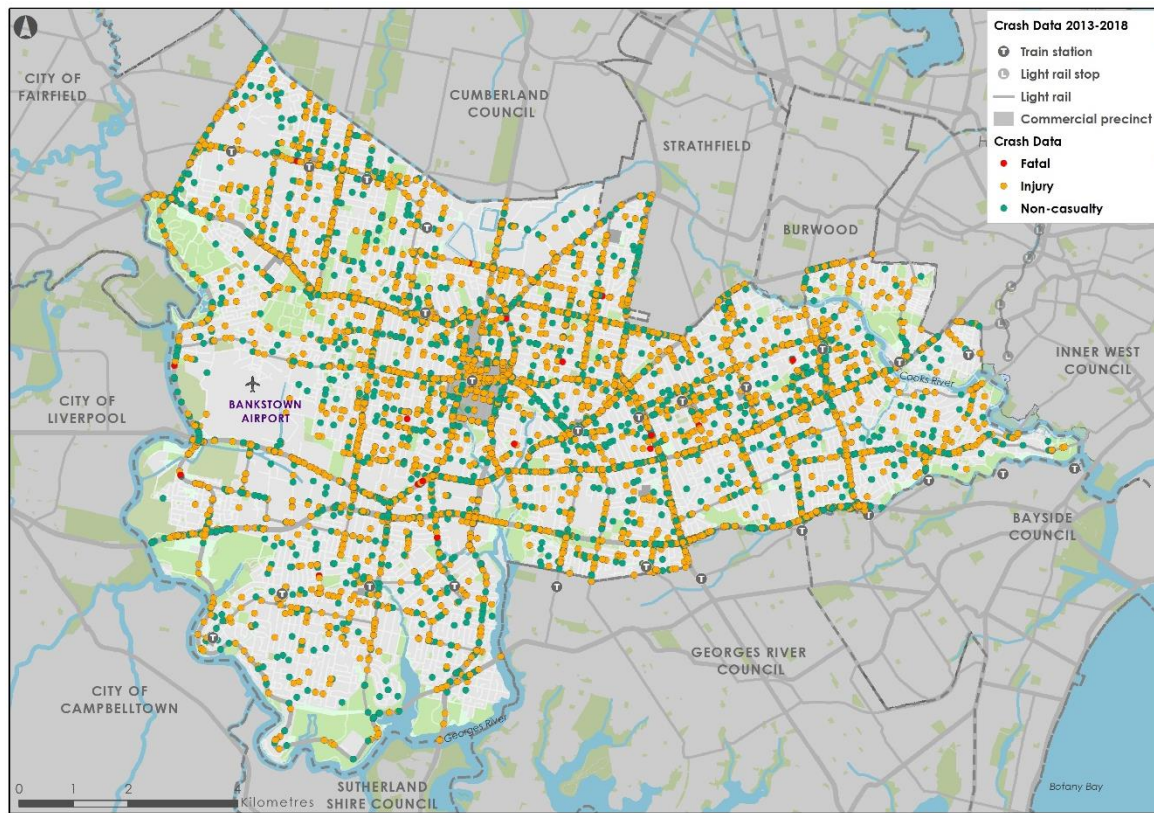 Crash Data 2013-2018
Train station
Light rail stop
Light rail
Commercial precinct
Crash Data
Fatal
Injury
Non-casualty
CITY OF
FAIRFIELD
CUMBERLAND
COUNCIL
STRATHFIELD
BURWOOD
INNER WEST
COUNCIL
Cooks River
CITY OF
LIVERPOOL
BANKSTOWN
AIRPORT
BAYSIDE
COUNCIL
GEORGES RIVER
COUNCIL
CITY OF
CAMPBELLTOWN
Georges River
SUTHERLAND
SHIRE COUNCIL
0 1 2 4
Kilometres
Botany Bay